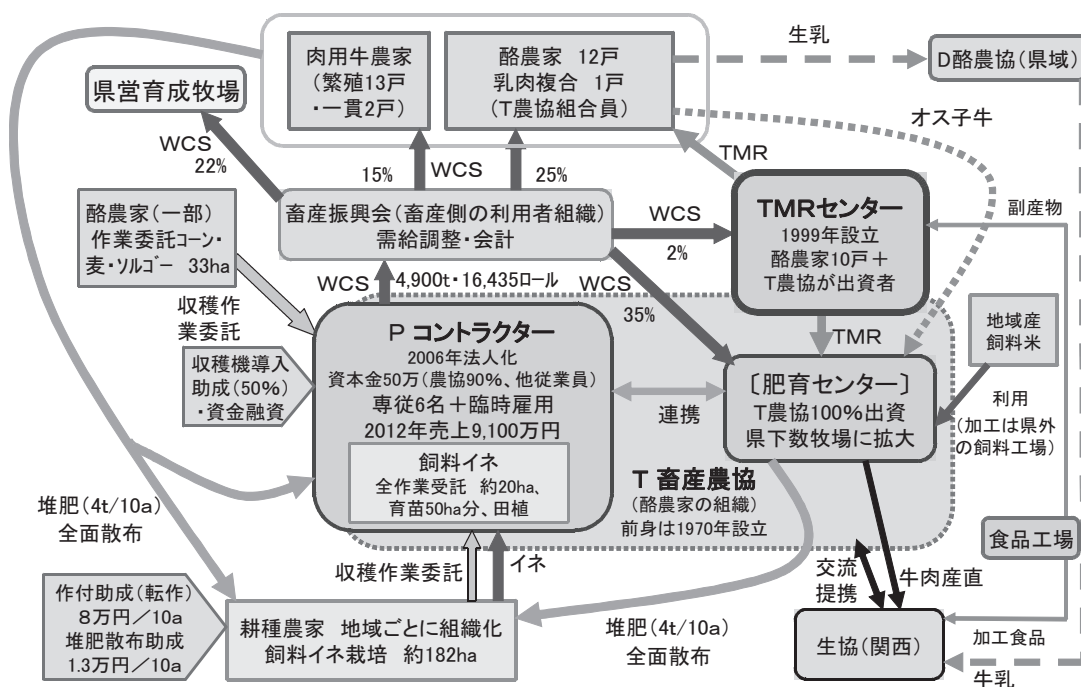 肉用牛農家
(繁殖13戸
・一貫2戸)
酪農家 12戸
乳肉複合 1戸
(T農協組合員)
生乳
D酪農協(県域)
県営育成牧場
オス子牛
WCS
22%
15%
WCS
25%
TMR
酪農家(一部)
作業委託コーン・
麦・ソルゴー 33ha
畜産振興会(畜産側の利用者組織)
需給調整・会計
WCS
2%
TMRセンター
1999年設立
酪農家10戸+
T農協が出資者
副産物
WCS
4,900t・16,435ロール
WCS
35%
収穫作
業委託
P コントラクター
2006年法人化
資本金50万(農協90%、他従業員)
専従6名+臨時雇用
2012年売上9,100万円
TMR
地域産
飼料米
収穫機導入
助成(50%)
・資金融資
連携
〔肥育センター〕
T農協100%出資
県下数牧場に拡大
利用
(加工は県外
の飼料工場)
飼料イネ
全作業受託 約20ha、
育苗50ha分、田植
T 畜産農協
(酪農家の組織)
前身は1970年設立
堆肥(4t/10a)
全面散布
食品工場
収穫作業委託
イネ
交流
提携
牛肉産直
作付助成(転作)
8万円/10a
堆肥散布助成
1.3万円/10a
耕種農家 地域ごとに組織化
飼料イネ栽培 約182ha
堆肥(4t/10a)
全面散布
生協(関西)
加工食品
牛乳